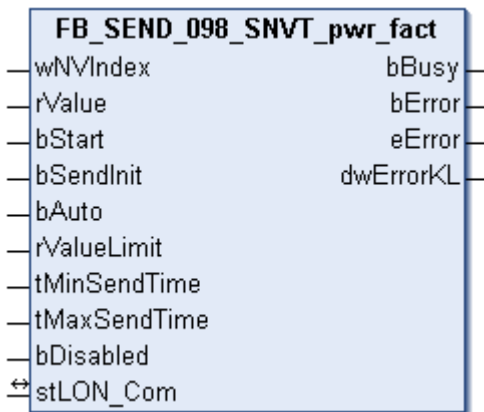 FB_SEND_098_SNVT_pwr_fact
wNVIndex bBusy
rValue bError
bStart eError
bSendInit dwErrorKL
bAuto
rValueLimit
tMinSendTime
tMaxSendTime
bDisabled
stLON_Com